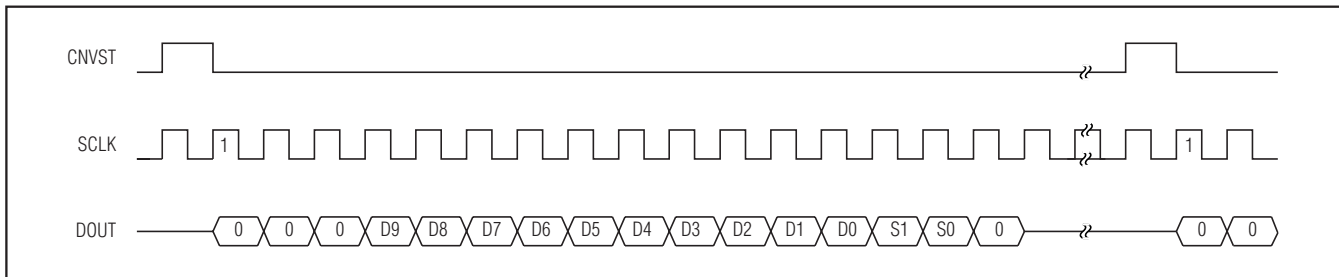 CNVST
SCLK 1 1
DOUT 0 0 0 D9 D8 D7 D6 D5 D4 D3 D2 D1 D0 S1 S0 0 0 0